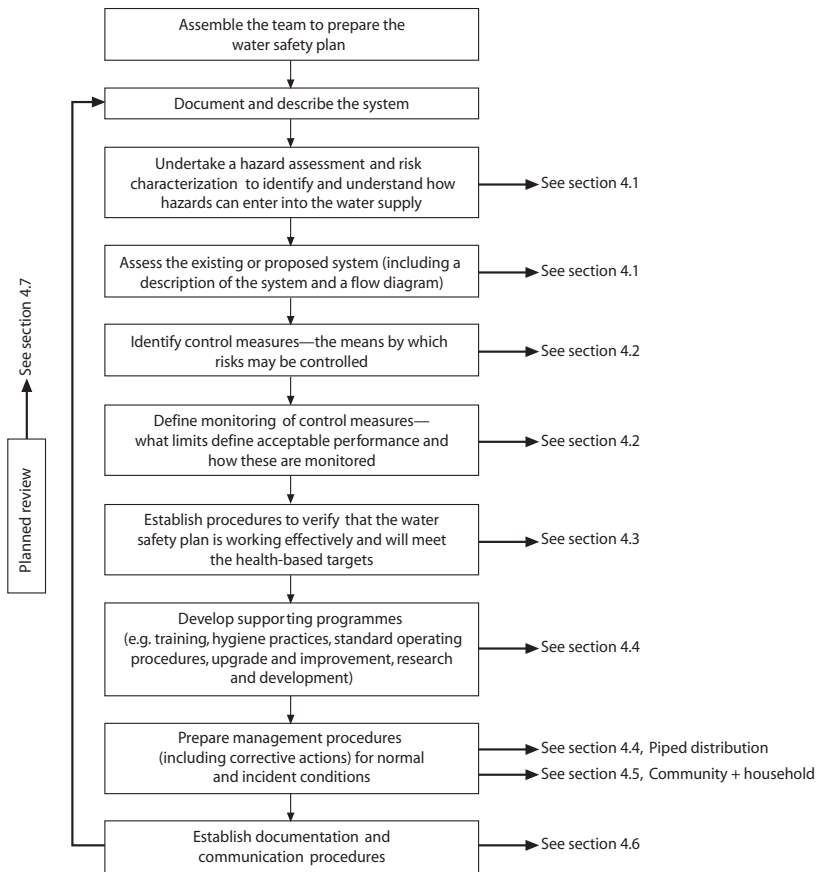 Assemble the team to prepare the
water safety plan
Document and describe the system
Undertake a hazard assessment and risk
characterization to identify and understand how
hazards can enter into the water supply
See section 4.1
Assess the existing or proposed system (including a
description of the system and a flow diagram)
See section 4.1
Identify control measures—the means by which
risks may be controlled
See section 4.2
Define monitoring of control measures—
what limits define acceptable performance and
how these are monitored
See section 4.2
Establish procedures to verify that the water
safety plan is working effectively and will meet
the health-based targets
See section 4.3
Develop supporting programmes
(e.g. training, hygiene practices, standard operating
procedures, upgrade and improvement, research
and development)
See section 4.4
Prepare management procedures
(including corrective actions) for normal
and incident conditions
See section 4.4, Piped distribution
See section 4.5, Community + household
Establish documentation and
communication procedures
See section 4.6
Planned review
See section 4.7